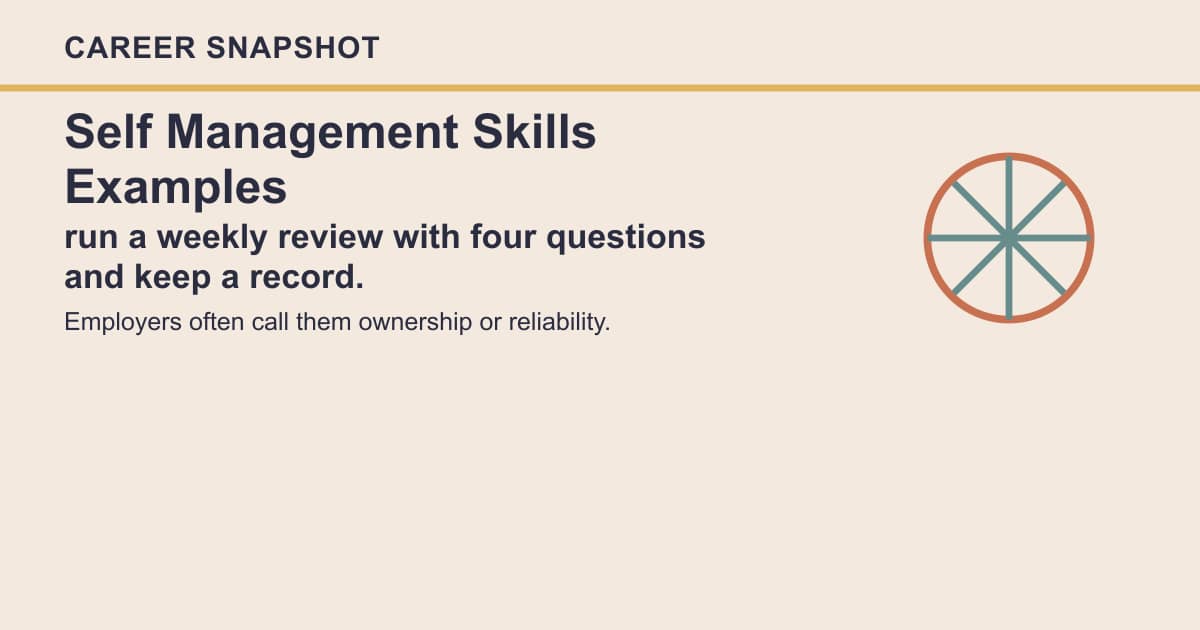 CAREER SNAPSHOT
Self Management Skills
Examples
run a weekly review with four questions
and keep a record.
Employers often call them ownership or reliability.